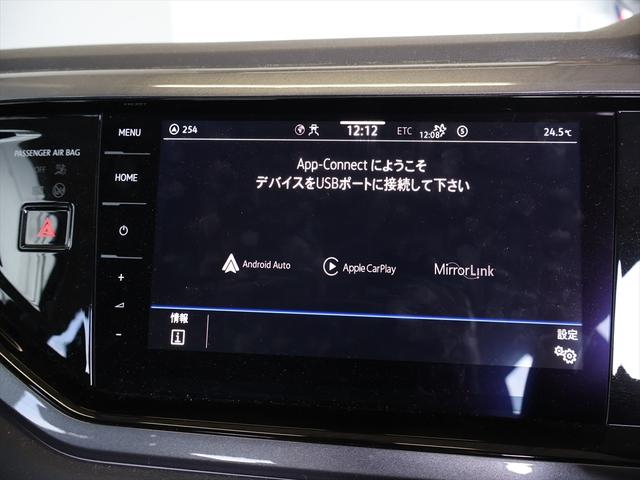 MENU
254
12:12
ETC
12:08
24.5℃
PASSENGER AIR BAG
OFF
HOME
App-Connect にようこそ
デバイスをUSBポートに接続して下さい
Android Auto
Apple CarPlay
MirrorLink
+
-
情報
i
設定